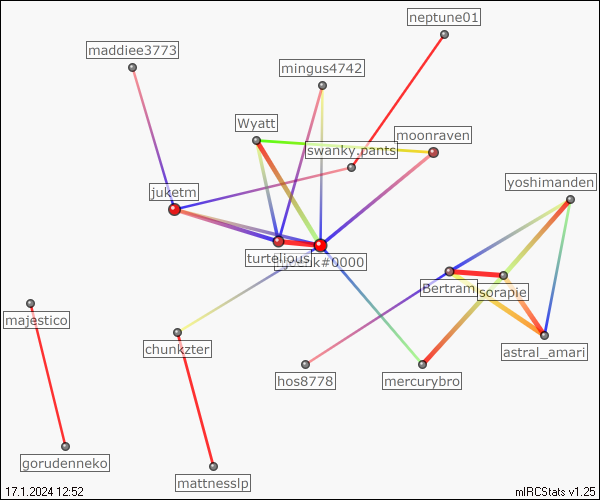 neptune01
maddiee3773
mingus4742
Wyatt
moonraven
swanky.pants
yoshimanden
juketm
turtelious
#0000
Bertram
sorapie
majestico
chunkzter
astral_amari
hos8778
mercurybro
gorudenneko
mattnesslp
17.1.2024 12:52
mIRCStats v1.25